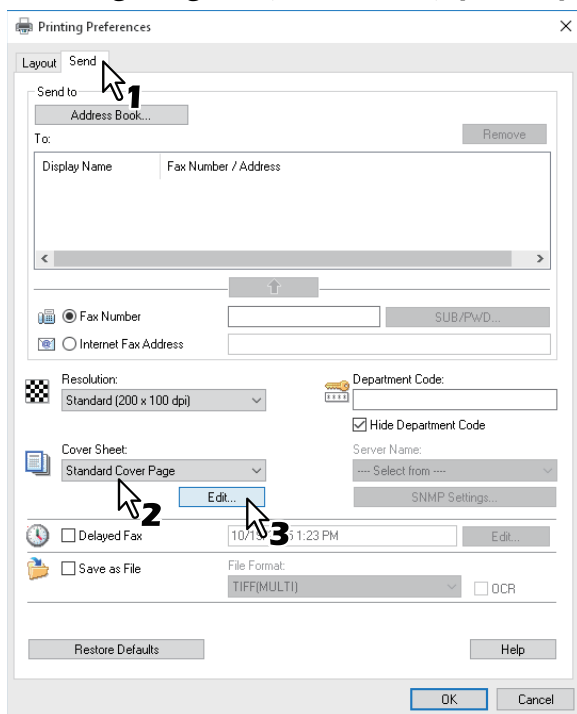 Printing Preferences
Layout Send
1
Send to
Address Book...
To: Remove
Display Name Fax Number / Address
Fax Number SUB/PWD...
Internet Fax Address
Resolution: Department Code:
Standard (200 x 100 dpi)
Hide Department Code
Cover Sheet: Server Name:
Standard Cover Page ---- Select from ----
Edit... SNMP Settings...
2
3
Delayed Fax 1:23 PM Edit...
Save as File File Format:
TIFF(MULTI) OCR
Restore Defaults Help
OK Cancel